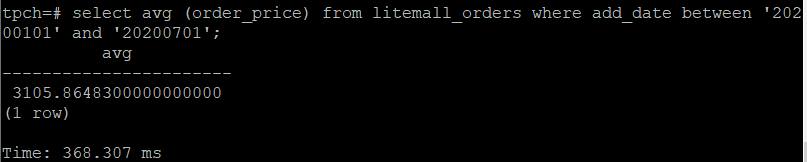 tpch=# select avg (order_price) from litemall_orders where add_date between '202
00101' and '20200701';
avg
-----------------------
3105.8648300000000000
(1 row)
Time: 368.307 ms